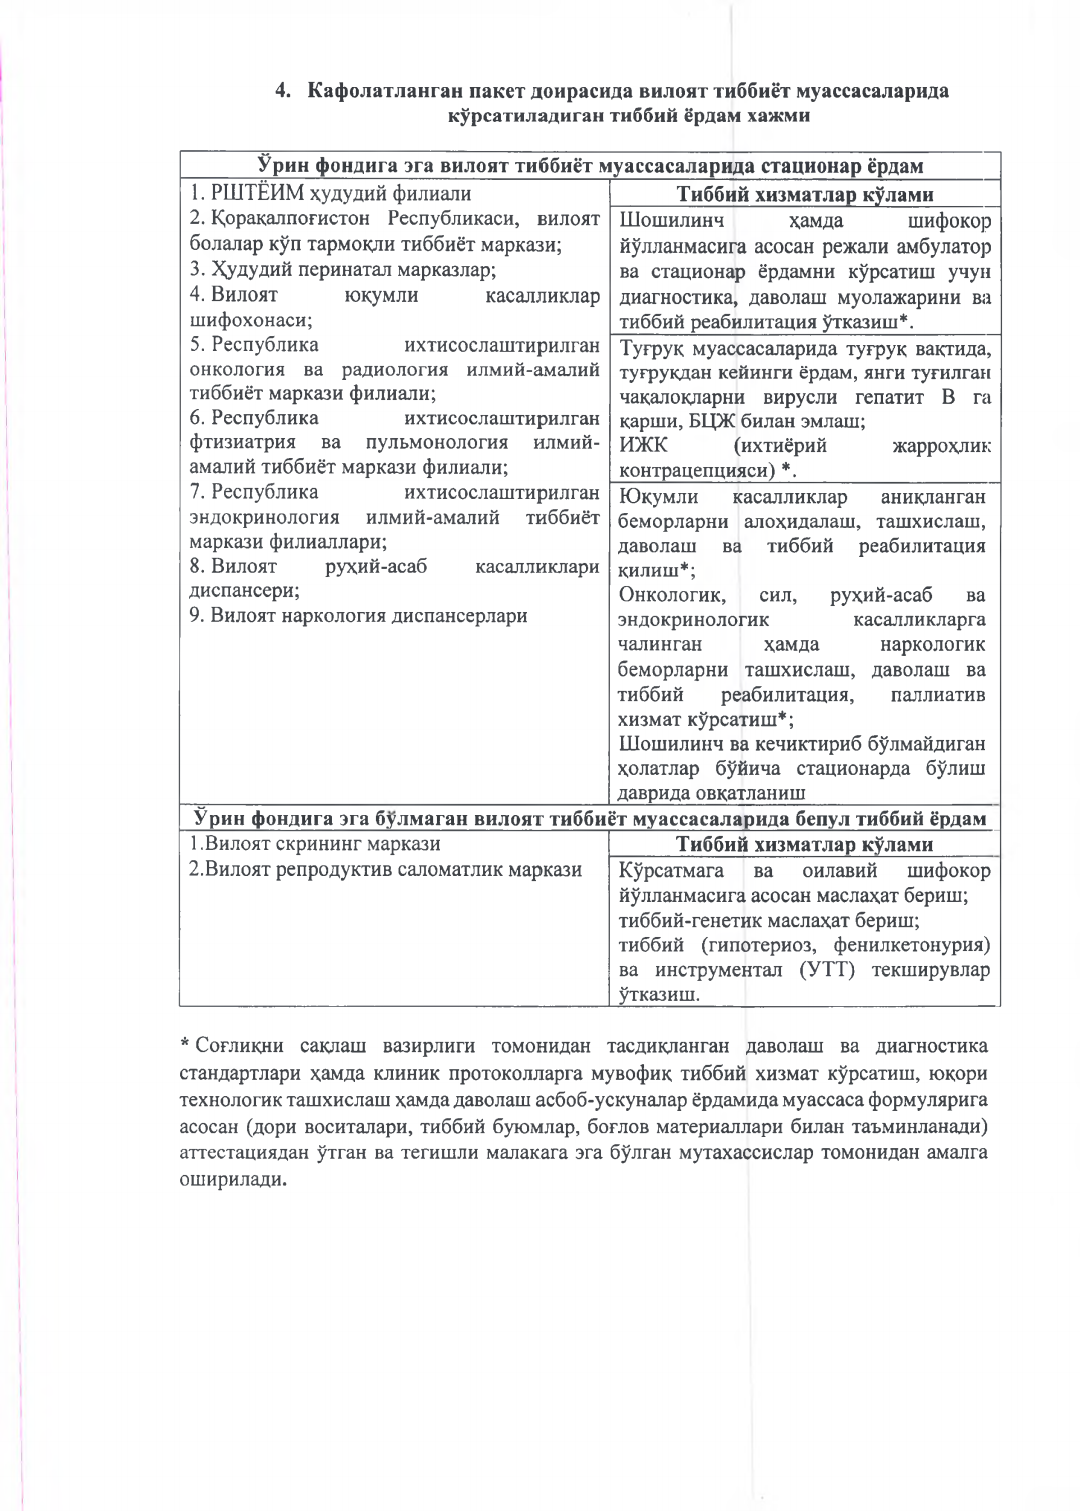 4. Кафолатланган пакет доирасида вилоят тиббиёт муассасаларида
кўрсатиладиган тиббий ёрдам хажми
Ўрин фондига эга вилоят тиббиёт муассасаларида стационар ёрдам
1. РШТЁИМ ҳудудий филиали
2. Қорақалпоғистон Республикаси, вилоят
болалар кўп тармоқли тиббиёт маркази;
3. Ҳудудий перинатал марказлар;
4. Вилоят юқумли касалликлар
шифохонаси;
5. Республика ихтисослаштирилган
онкология ва радиология илмий-амалий
тиббиёт маркази филиали;
6. Республика ихтисослаштирилган
фтизиатрия ва пульмонология илмий-
амалий тиббиёт маркази филиали;
7. Республика ихтисослаштирилган
эндокринология илмий-амалий тиббиёт
маркази филиаллари;
8. Вилоят руҳий-асаб касалликлари
диспансери;
9. Вилоят наркология диспансерлари
Тиббий хизматлар кўлами
Шошилинч ҳамда шифокор
йўлланмасига асосан режали амбулатор
ва стационар ёрдамни кўрсатиш учун
диагностика, даволаш муолажарини ва
тиббий реабилитация ўтказиш*.
Туғруқ муассасаларида туғруқ вақтида,
туғруқдан кейинги ёрдам, янги туғилган
чақалоқларни вирусли гепатит В га
қарши, БЦЖ билан эмлаш;
ИЖК (ихтиёрий жарроҳлик
контрацепцияси) *.
Юқумли касалликлар аниқланган
беморларни алоҳидалаш, ташхислаш,
даволаш ва тиббий реабилитация
қилиш*;
Онкологик, сил, руҳий-асаб ва
эндокринологик касалликларга
чалинган ҳамда наркологик
беморларни ташхислаш, даволаш ва
тиббий реабилитация, паллиатив
хизмат кўрсатиш*;
Шошилинч ва кечиктириб бўлмайдиган
ҳолатлар бўйича стационарда бўлиш
даврида овқатланиш
Ўрин фондига эга бўлмаган вилоят тиббиёт муассасаларида бепул тиббий ёрдам
1.Вилоят скрининг маркази
2.Вилоят репродуктив саломатлик маркази
Тиббий хизматлар кўлами
Кўрсатмага ва оилавий шифокор
йўлланмасига асосан маслаҳат бериш;
тиббий-генетик маслаҳат бериш;
тиббий (гипотериоз, фенилкетонурия)
ва инструментал (УТТ) текширувлар
ўтказиш.
* Соғлиқни сақлаш вазирлиги томонидан тасдиқланган даволаш ва диагностика
стандартлари ҳамда клиник протоколларга мувофиқ тиббий хизмат кўрсатиш, юқори
технологик ташхислаш ҳамда даволаш асбоб-ускуналар ёрдамида муассаса формулярига
асосан (дори воситалари, тиббий буюмлар, боғлов материаллари билан таъминланади)
аттестациядан ўтган ва тегишли малакага эга бўлган мутахассислар томонидан амалга
оширилади.